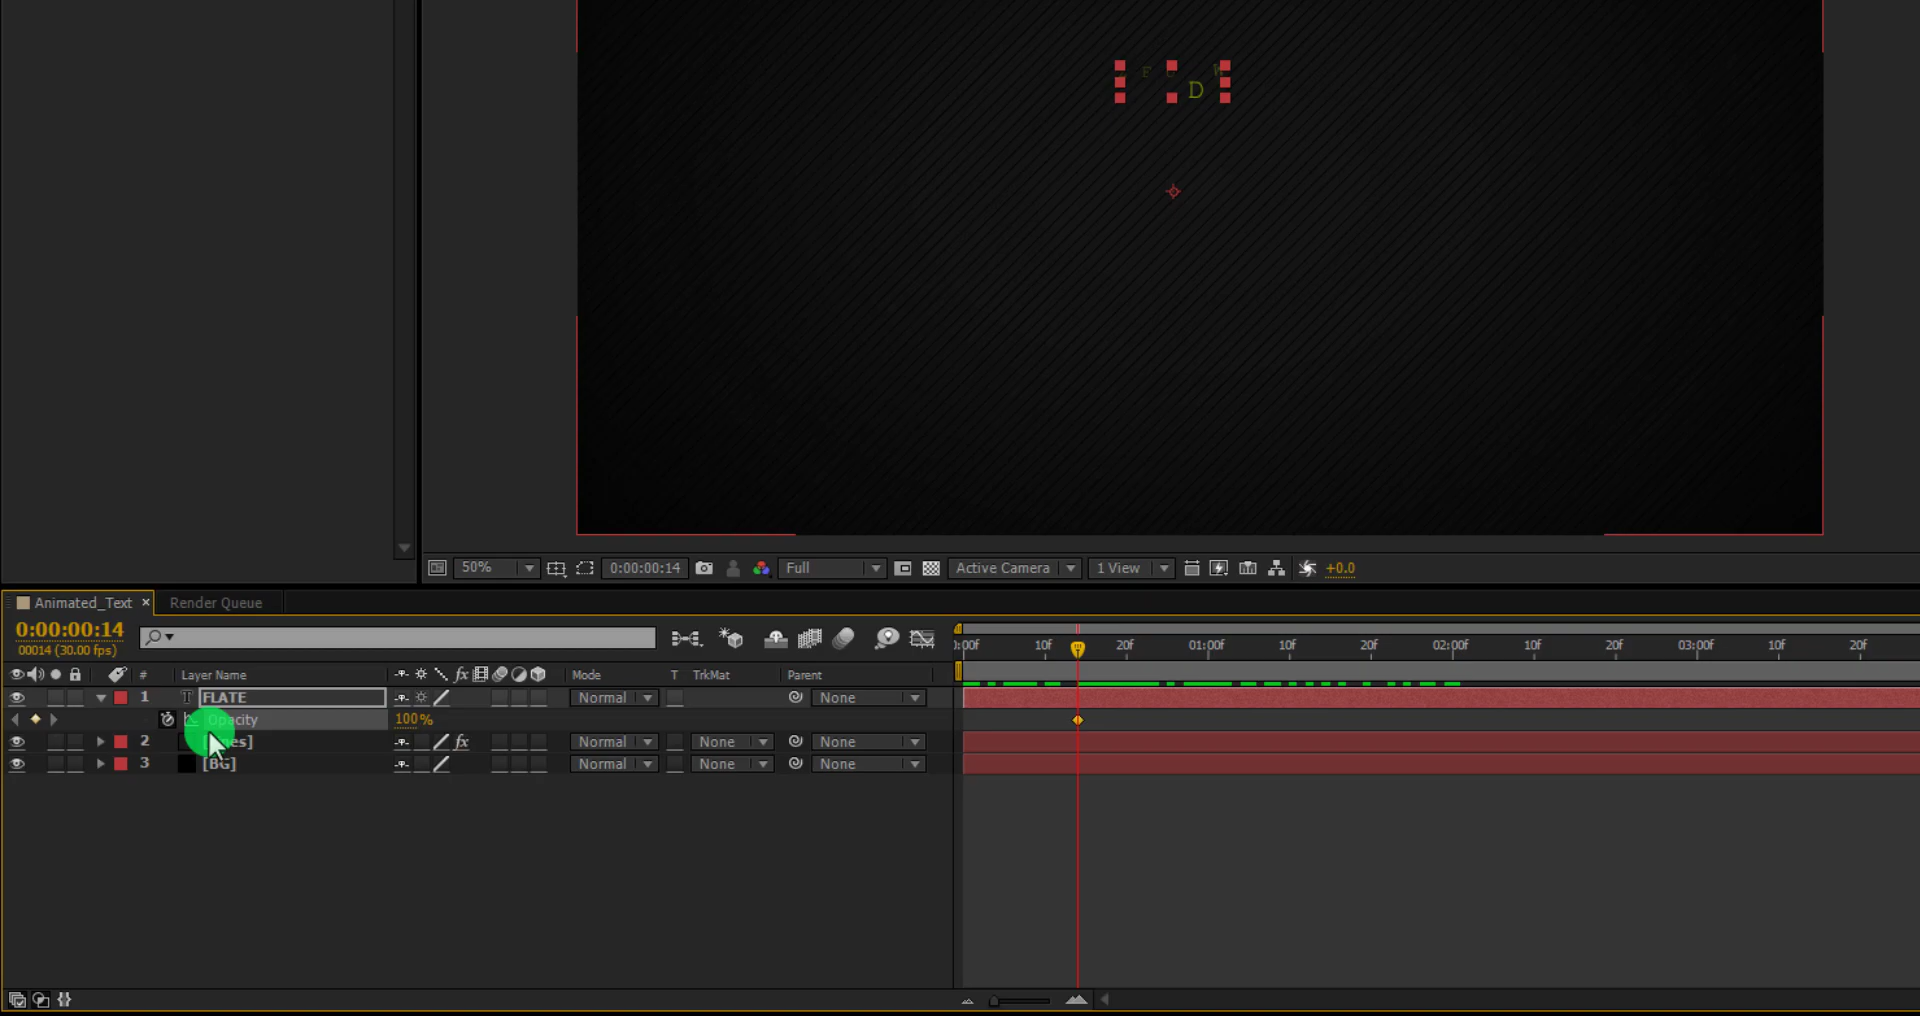 F
W
D
50%
0:00:00:14
Full
Active Camera
1 View
+0.0
Animated_Text ×
Render Queue
0:00:00:14
00014 (30.00 fps)
:00f 10f 20f 01:00f 10f 20f 02:00f 10f 20f 03:00f 10f 20f
# Layer Name fx Mode T TrkMat Parent
1 T FLATE Normal None
Opacity 100%
2 fx Normal None None
3 [BG] Normal None None